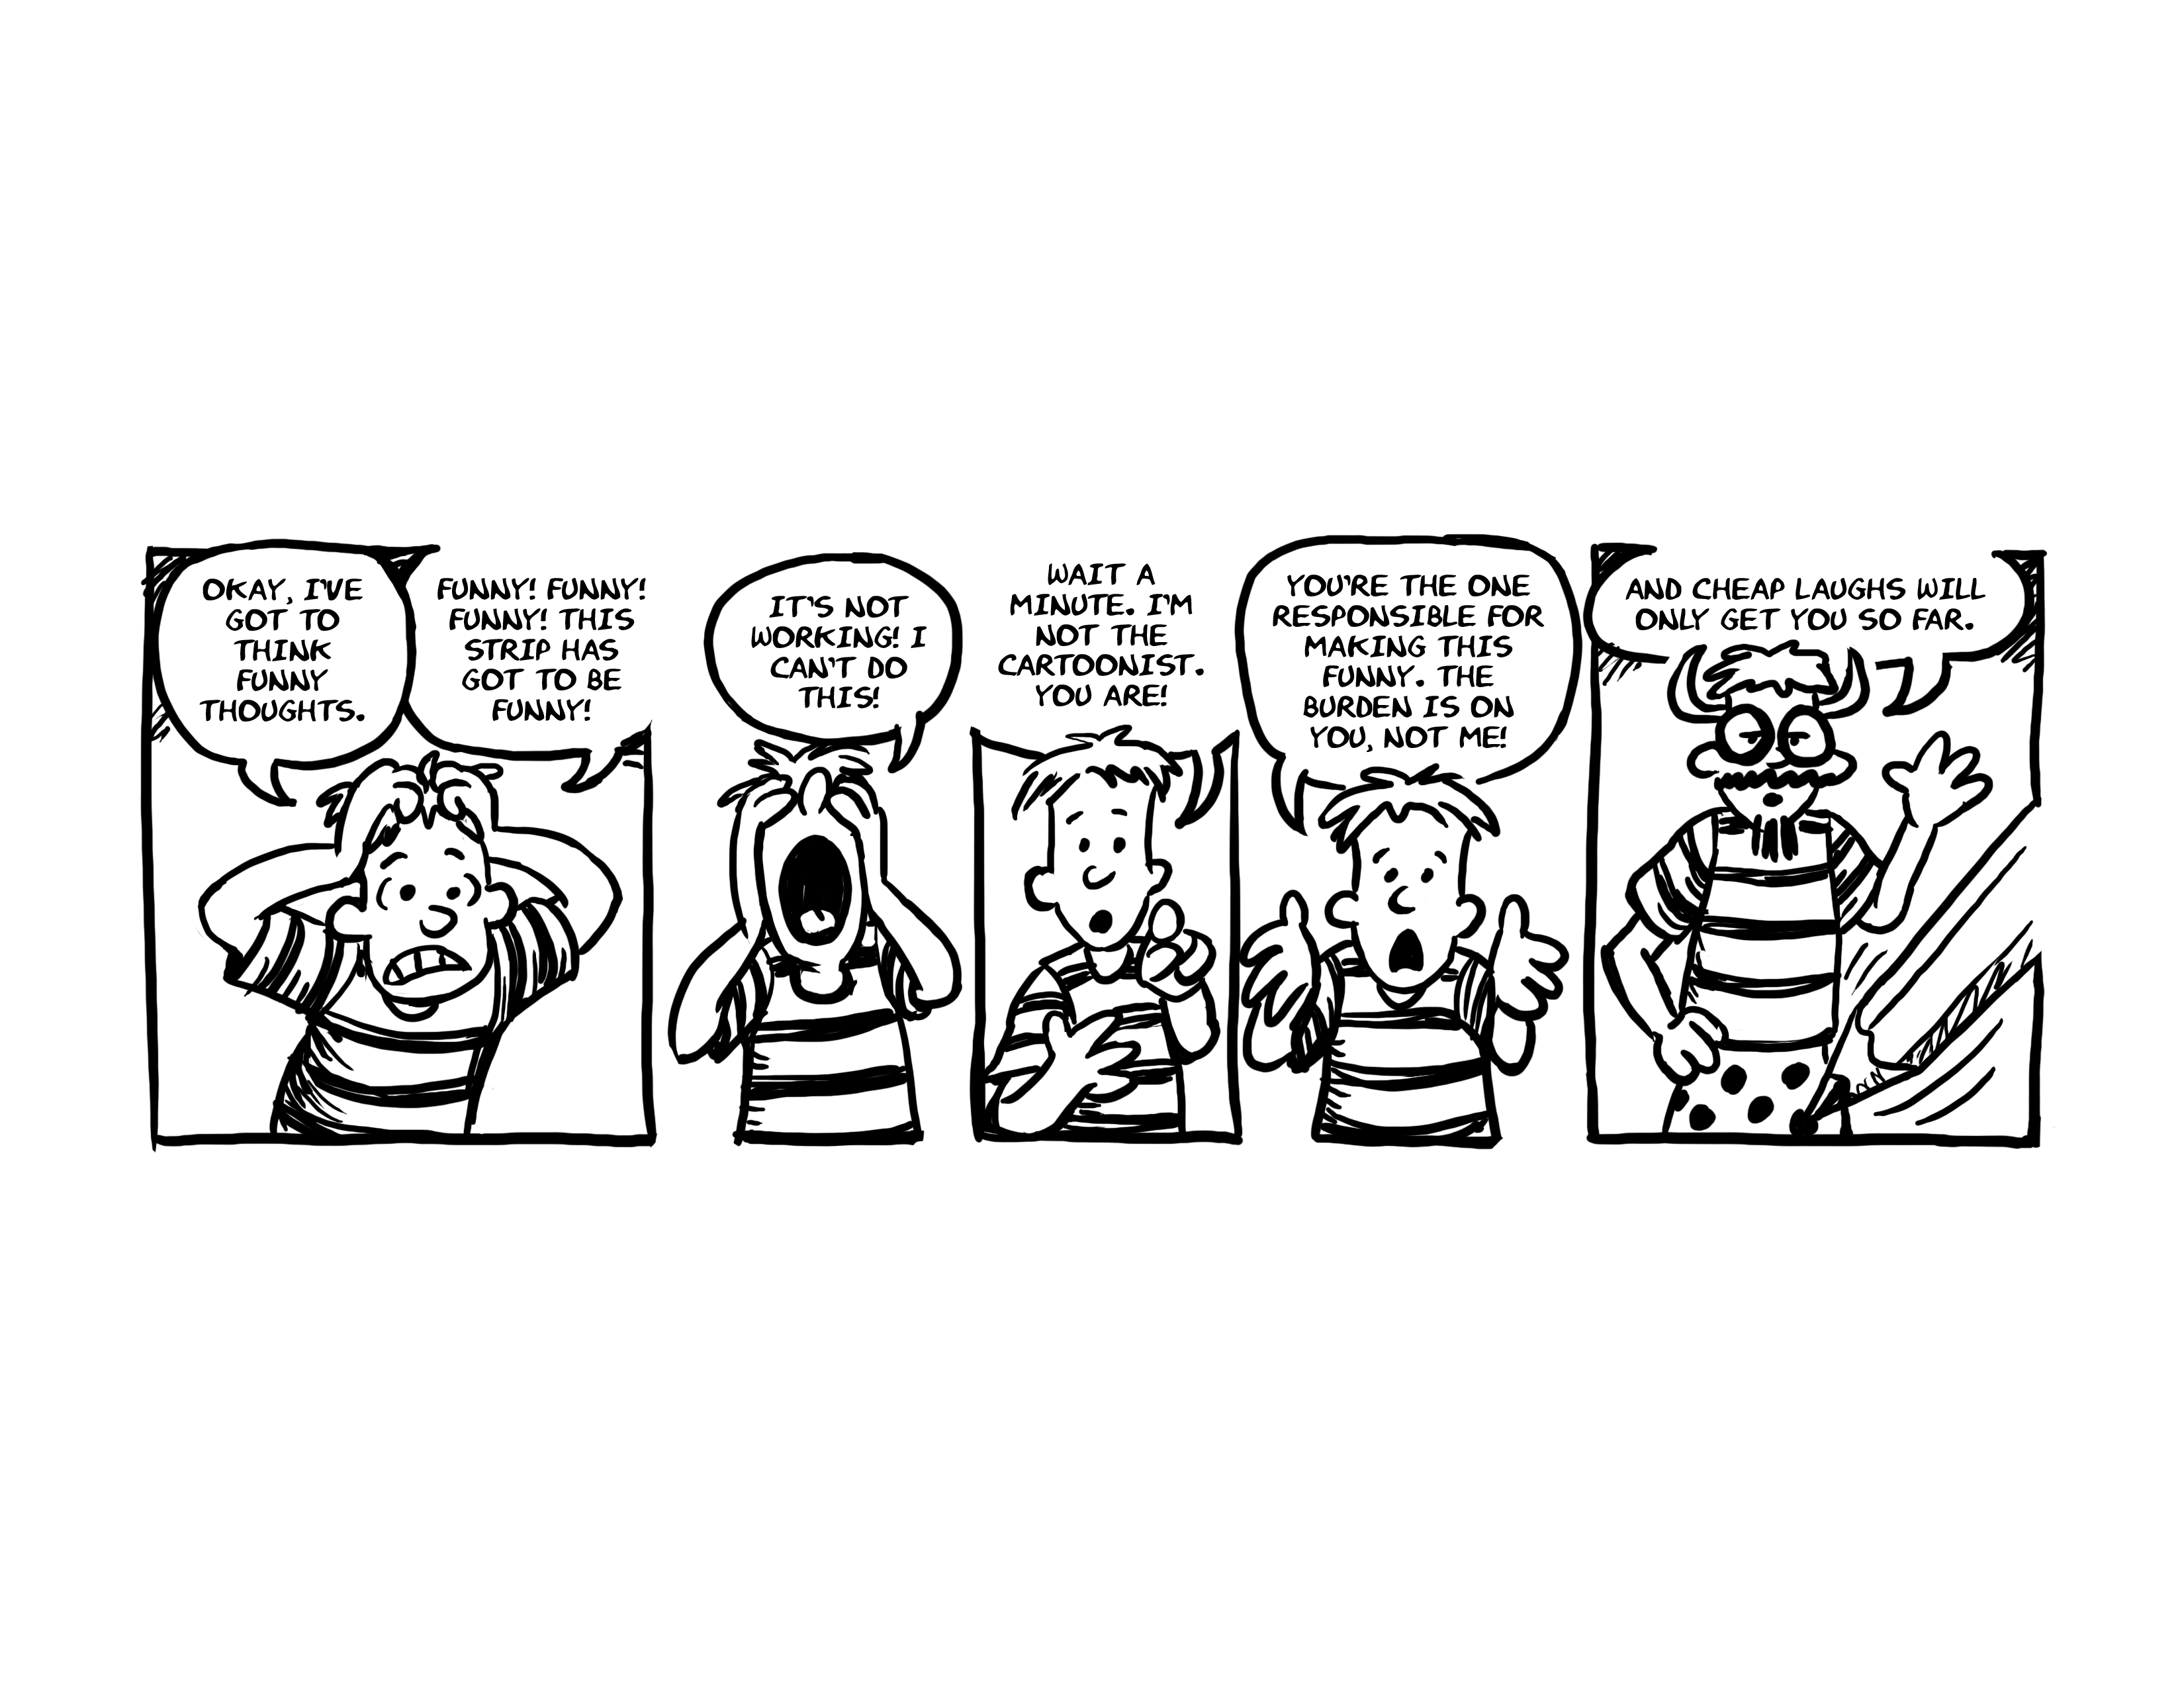 OKAY, I'VE
GOT TO
THINK
FUNNY
THOUGHTS.
FUNNY! FUNNY!
FUNNY! THIS
STRIP HAS
GOT TO BE
FUNNY!
IT'S NOT
WORKING! I
CAN'T DO
THIS!
WAIT A
MINUTE. I'M
NOT THE
CARTOONIST.
YOU ARE!
YOU'RE THE ONE
RESPONSIBLE FOR
MAKING THIS
FUNNY. THE
BURDEN IS ON
YOU, NOT ME!
AND CHEAP LAUGHS WILL
ONLY GET YOU SO FAR.